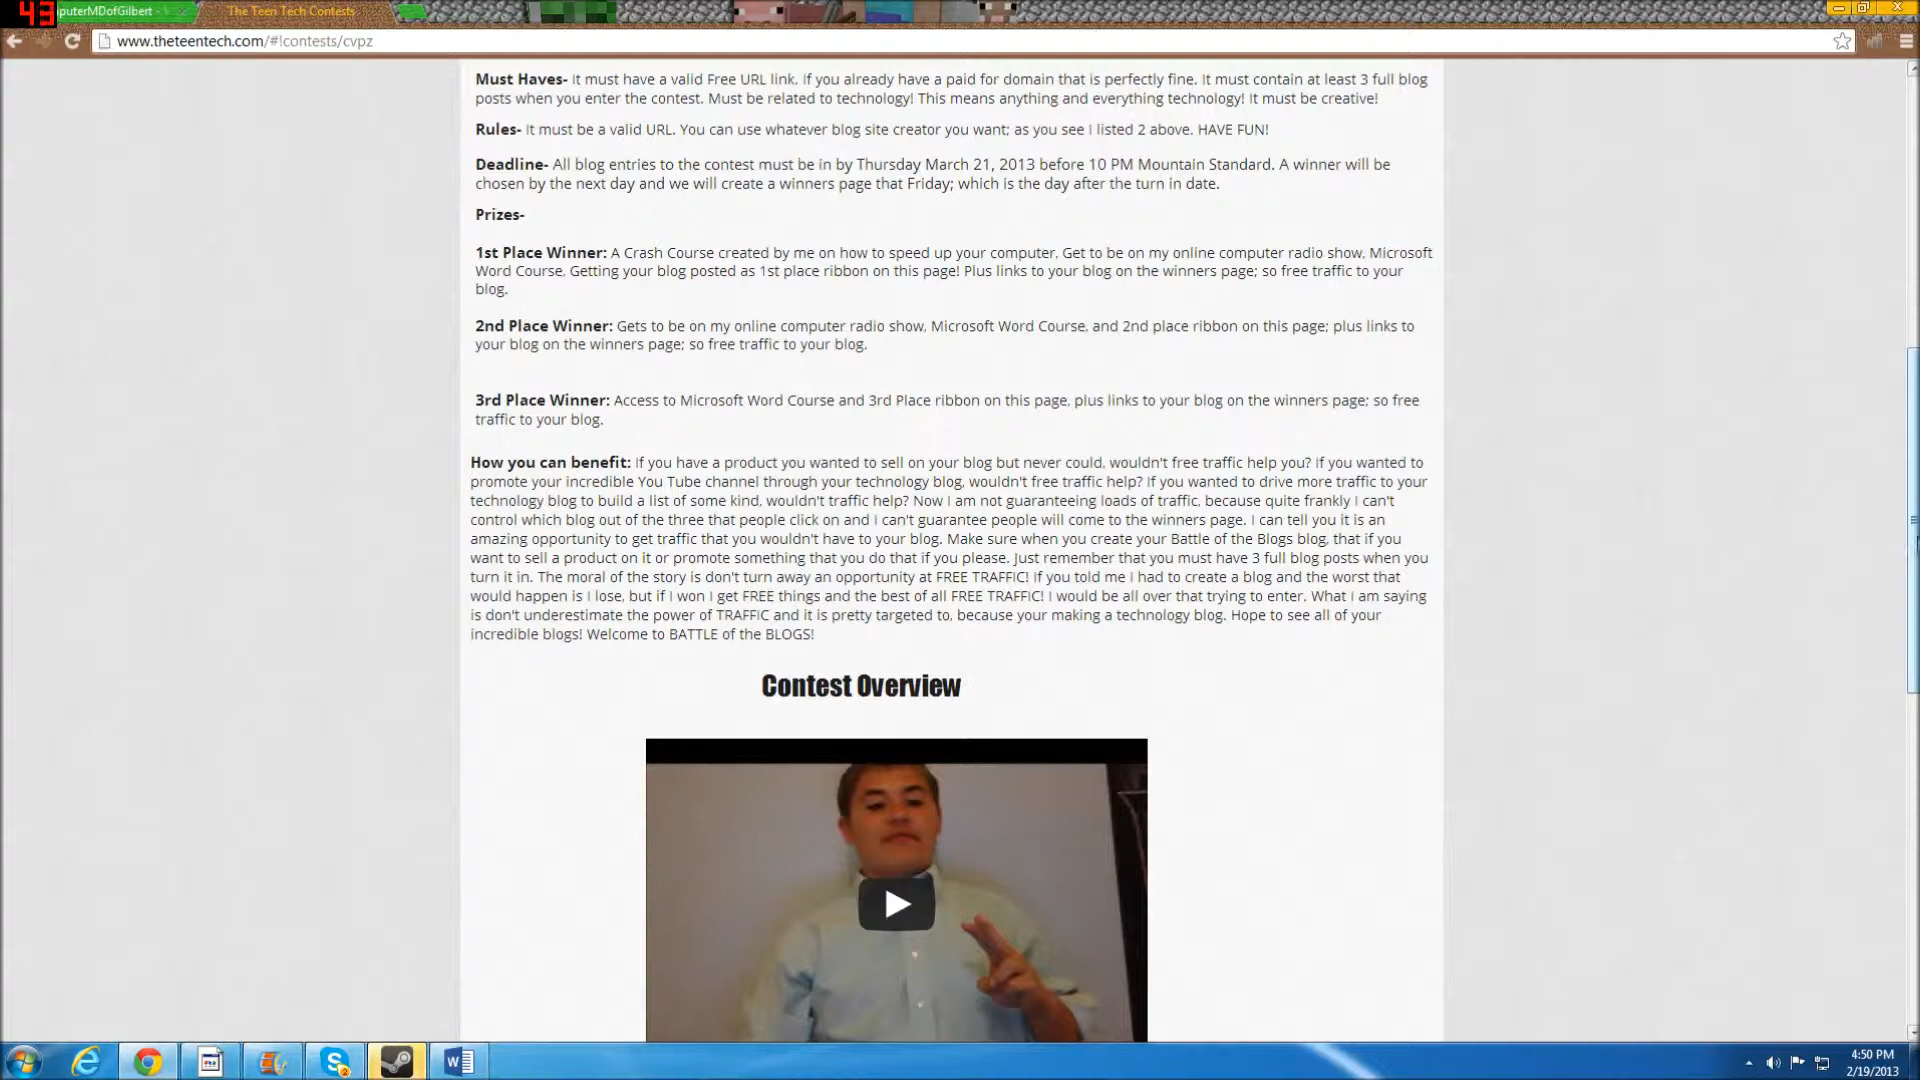 43
puterMDofGilbert -
The Teen Tech Contests
www.theteentech.com/#!contests/cvpz
Must Haves- It must have a valid Free URL link. If you already have a paid for domain that is perfectly fine. It must contain at least 3 full blog
posts when you enter the contest. Must be related to technology! This means anything and everything technology! It must be creative!
Rules- It must be a valid URL. You can use whatever blog site creator you want; as you see I listed 2 above. HAVE FUN!
Deadline- All blog entries to the contest must be in by Thursday March 21, 2013 before 10 PM Mountain Standard. A winner will be
chosen by the next day and we will create a winners page that Friday; which is the day after the turn in date.
Prizes-
1st Place Winner: A Crash Course created by me on how to speed up your computer, Get to be on my online computer radio show, Microsoft
Word Course, Getting your blog posted as 1st place ribbon on this page! Plus links to your blog on the winners page; so free traffic to your
blog.
2nd Place Winner: Gets to be on my online computer radio show, Microsoft Word Course, and 2nd place ribbon on this page; plus links to
your blog on the winners page; so free traffic to your blog.
3rd Place Winner: Access to Microsoft Word Course and 3rd Place ribbon on this page, plus links to your blog on the winners page; so free
traffic to your blog.
How you can benefit: If you have a product you wanted to sell on your blog but never could, wouldn't free traffic help you? If you wanted to
promote your incredible You Tube channel through your technology blog, wouldn't free traffic help? If you wanted to drive more traffic to your
technology blog to build a list of some kind, wouldn't traffic help? Now I am not guaranteeing loads of traffic, because quite frankly I can't
control which blog out of the three that people click on and I can't guarantee people will come to the winners page. I can tell you it is an
amazing opportunity to get traffic that you wouldn't have to your blog. Make sure when you create your Battle of the Blogs blog, that if you
want to sell a product on it or promote something that you do that if you please. Just remember that you must have 3 full blog posts when you
turn it in. The moral of the story is don't turn away an opportunity at FREE TRAFFIC! If you told me I had to create a blog and the worst that
would happen is I lose, but if I won I get FREE things and the best of all FREE TRAFFIC! I would be all over that trying to enter. What I am saying
is don't underestimate the power of TRAFFIC and it is pretty targeted to, because your making a technology blog. Hope to see all of your
incredible blogs! Welcome to BATTLE of the BLOGS!
Contest Overview
4:50 PM
2/19/2013